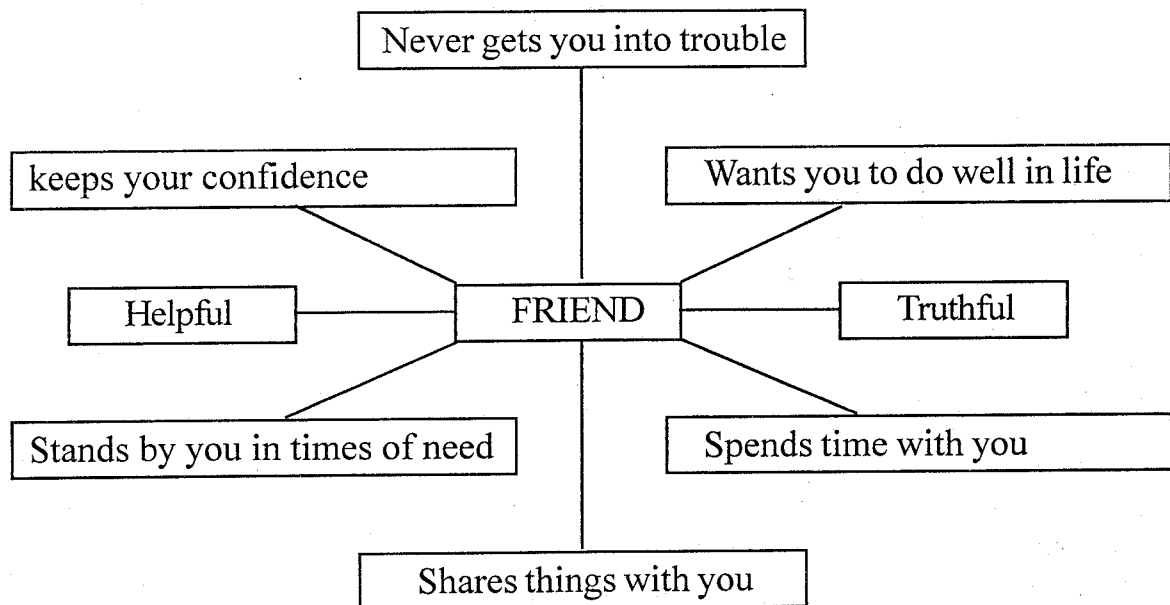 Never gets you into trouble
keeps your confidence
Wants you to do well in life
Helpful
FRIEND
Truthful
Stands by you in times of need
Spends time with you
Shares things with you